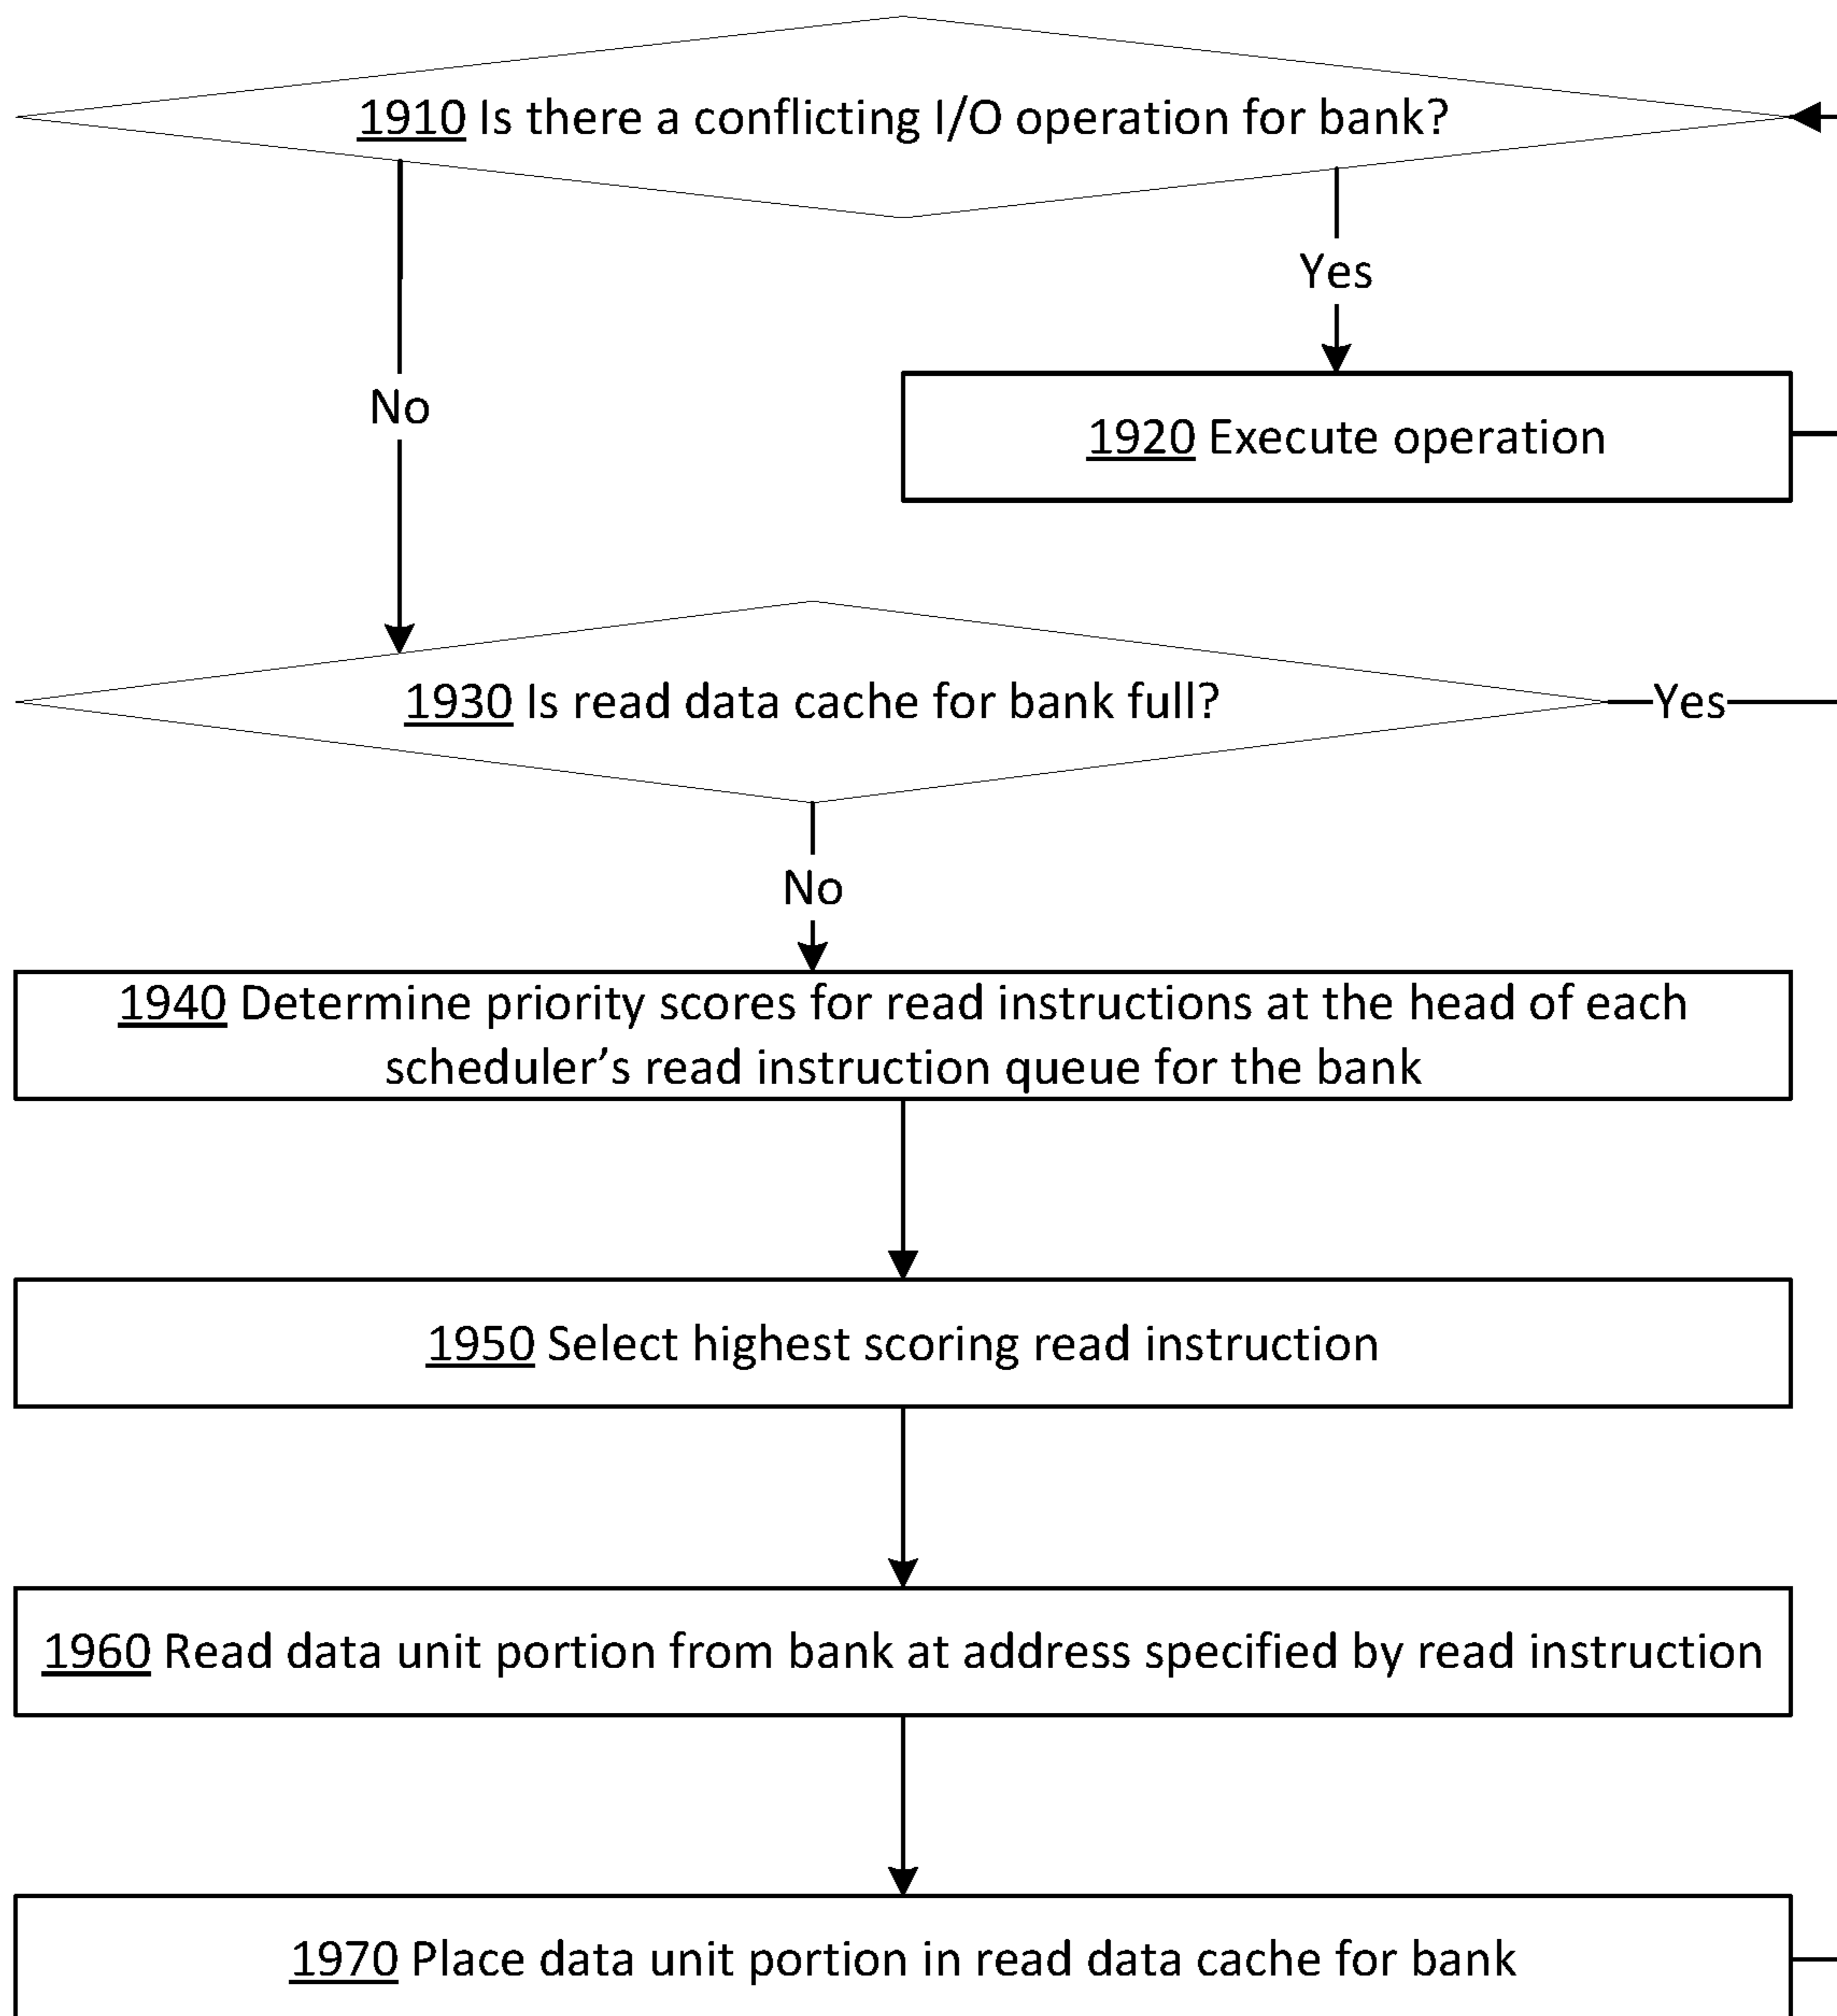 1910 Is there a conflicting I/O operation for bank?
Yes
No
1920 Execute operation
1930 Is read data cache for bank full?
Yes
No
1940 Determine priority scores for read instructions at the head of each
scheduler’s read instruction queue for the bank
1950 Select highest scoring read instruction
1960 Read data unit portion from bank at address specified by read instruction
1970 Place data unit portion in read data cache for bank